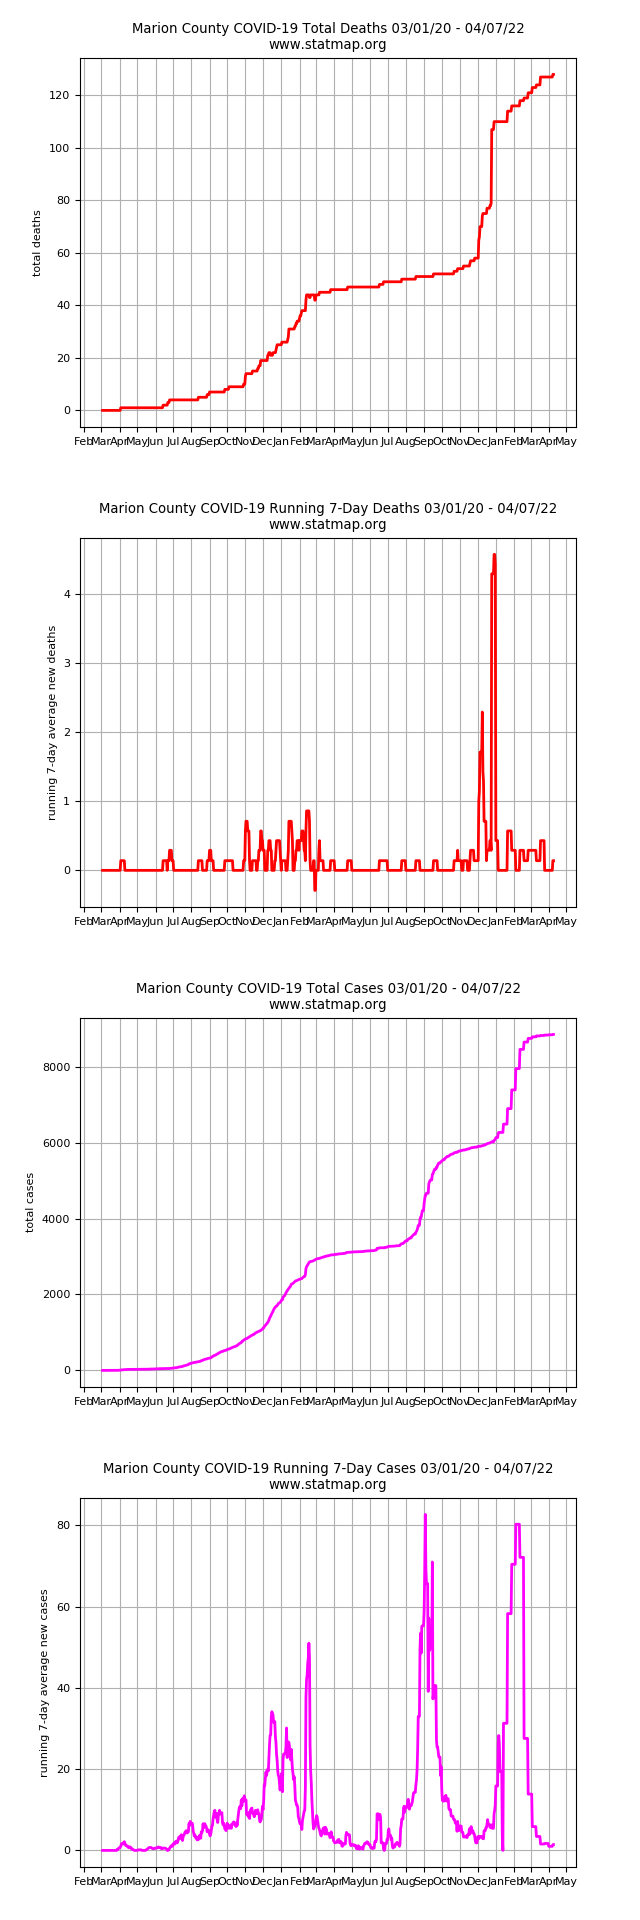 Marion County COVID-19 Total Deaths 03/01/20 - 04/07/22
www.statmap.org
total deaths
120
100
80
60
40
20
0
Feb Mar Apr May Jun Jul Aug Sep Oct Nov Dec Jan Feb Mar Apr May Jun Jul Aug Sep Oct Nov Dec Jan Feb Mar Apr May
Marion County COVID-19 Running 7-Day Deaths 03/01/20 - 04/07/22
www.statmap.org
running 7-day average new deaths
4
3
2
1
0
Feb Mar Apr May Jun Jul Aug Sep Oct Nov Dec Jan Feb Mar Apr May Jun Jul Aug Sep Oct Nov Dec Jan Feb Mar Apr May
Marion County COVID-19 Total Cases 03/01/20 - 04/07/22
www.statmap.org
total cases
8000
6000
4000
2000
0
Feb Mar Apr May Jun Jul Aug Sep Oct Nov Dec Jan Feb Mar Apr May Jun Jul Aug Sep Oct Nov Dec Jan Feb Mar Apr May
Marion County COVID-19 Running 7-Day Cases 03/01/20 - 04/07/22
www.statmap.org
running 7-day average new cases
80
60
40
20
0
Feb Mar Apr May Jun Jul Aug Sep Oct Nov Dec Jan Feb Mar Apr May Jun Jul Aug Sep Oct Nov Dec Jan Feb Mar Apr May